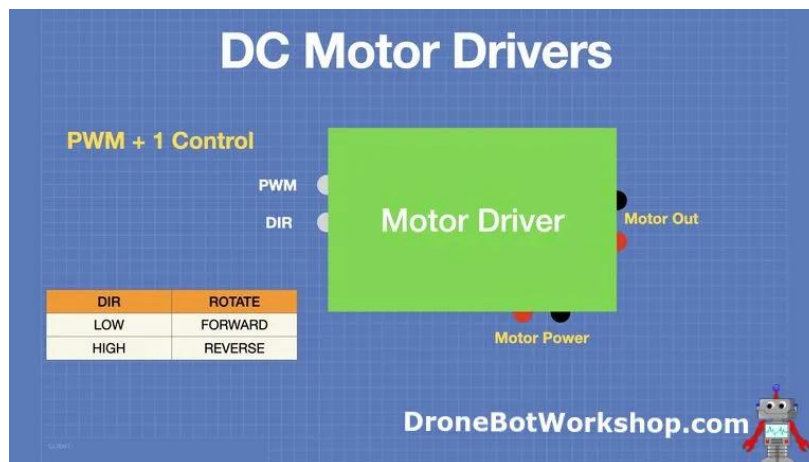 DC Motor Drivers
PWM + 1 Control
PWM
DIR
Motor Driver
Motor Out
Motor Power
DIR ROTATE
LOW FORWARD
HIGH REVERSE
DroneBotWorkshop.com